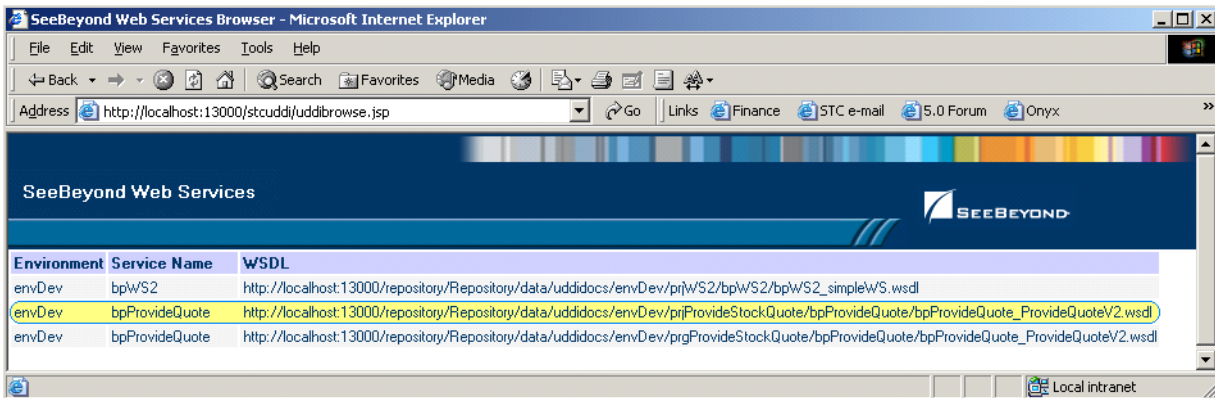 SeeBeyond Web Services Browser - Microsoft Internet Explorer
File Edit View Favorites Tools Help
Back Search Favorites Media
Address http://localhost:13000/stcuddi/uddibrowse.jsp Go Links Finance STC e-mail 5.0 Forum Onyx »
SeeBeyond Web Services
SEEBEYOND
Environment Service Name WSDL
envDev bpWS2 http://localhost:13000/repository/Repository/data/uddidocs/envDev/prjWS2/bpWS2/bpWS2_simpleWS.wsdl
envDev bpProvideQuote http://localhost:13000/repository/Repository/data/uddidocs/envDev/prjProvideStockQuote/bpProvideQuote/bpProvideQuote_ProvideQuoteV2.wsdl
envDev bpProvideQuote http://localhost:13000/repository/Repository/data/uddidocs/envDev/prgProvideStockQuote/bpProvideQuote/bpProvideQuote_ProvideQuoteV2.wsdl
Local intranet